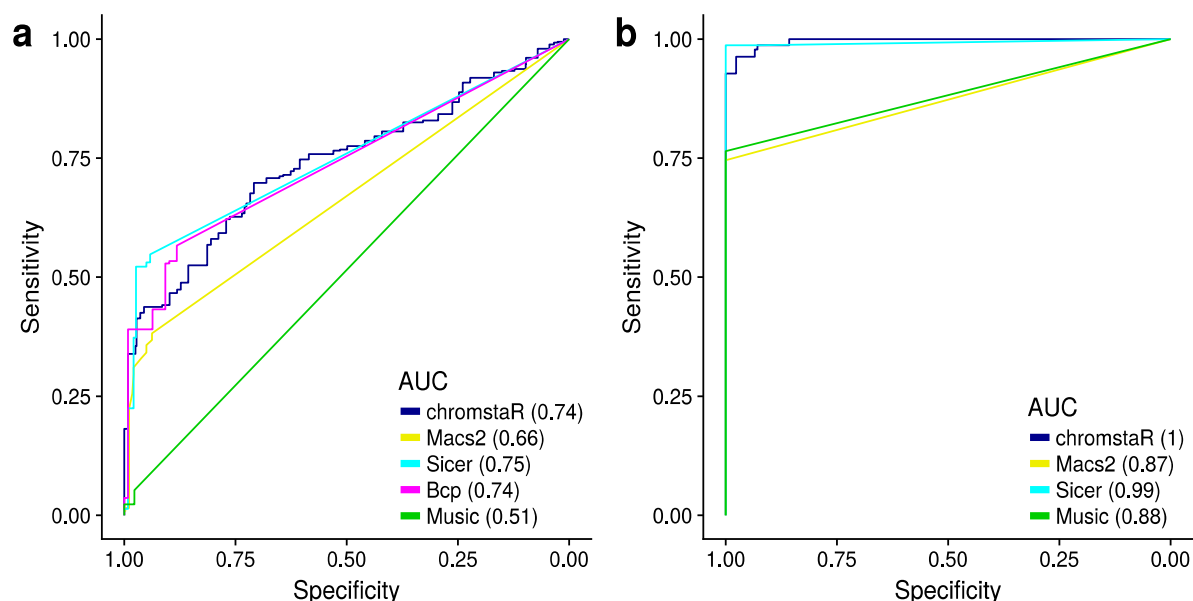 a
1.00
0.75
0.50
0.25
0.00
Sensitivity
AUC
chromstaR (0.74)
Macs2 (0.66)
Sicer (0.75)
Bcp (0.74)
Music (0.51)
1.00 0.75 0.50 0.25 0.00
Specificity
b
1.00
0.75
0.50
0.25
0.00
Sensitivity
AUC
chromstaR (1)
Macs2 (0.87)
Sicer (0.99)
Music (0.88)
1.00 0.75 0.50 0.25 0.00
Specificity